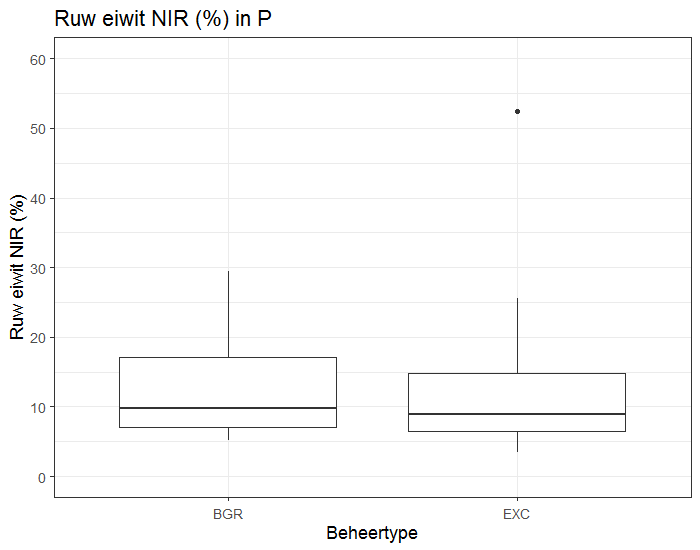 Ruw eiwit NIR (%) in P
Ruw eiwit NIR (%)
60
50
40
30
20
10
0
BGR
EXC
Beheertype